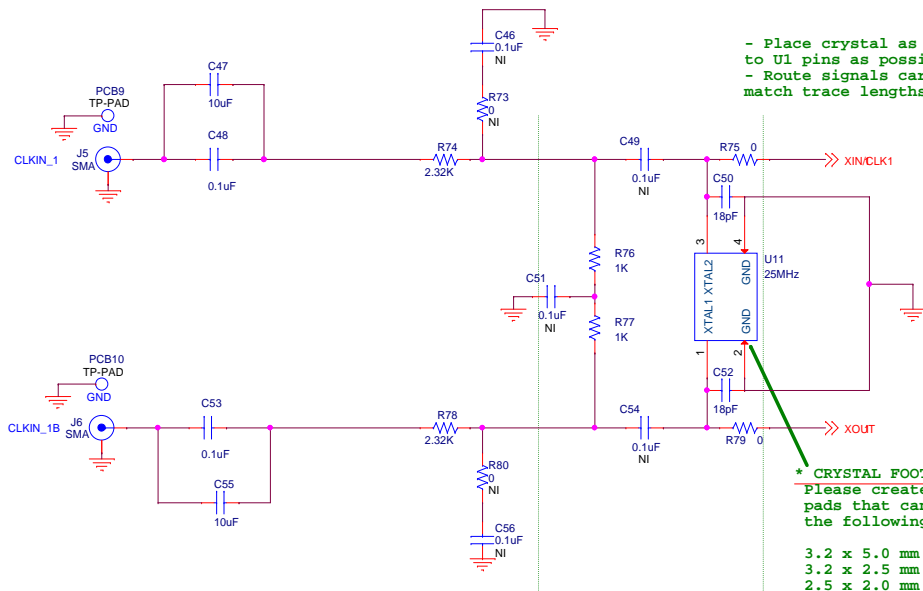 C46
0.1uF
NI
- Place crystal as
to U1 pins as possi
- Route signals car
match trace lengths
C47
10uF
PCB9
TP-PAD
GND
R73
0
NI
CLKIN_1
J5
SMA
C48
0.1uF
R74
2.32K
C49
0.1uF
NI
R75 0
XIN/CLK1
C50
18pF
3
4
U11
25MHz
XTAL1 XTAL2
GND
GND
1
2
R76
1K
C51
0.1uF
NI
R77
1K
PCB10
TP-PAD
GND
C52
18pF
CLKIN_1B
J6
SMA
C53
0.1uF
R78
2.32K
C54
0.1uF
NI
R79 0
XOUT
C55
10uF
R80
0
NI
C56
0.1uF
NI
* CRYSTAL FOOT
Please create
pads that can
the following
3.2 x 5.0 mm
3.2 x 2.5 mm
2.5 x 2.0 mm